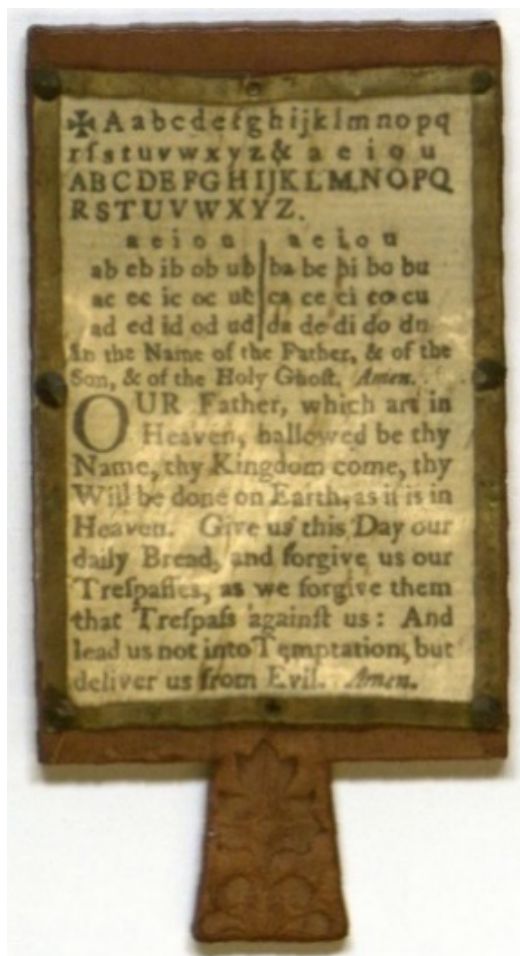 ✠ A a b c d e f g h i j k l m n o p q
r ſ s t u v w x y z & a e i o u
A B C D E F G H I J K L M N O P Q
R S T U V W X Y Z.
a e i o u | a e i o u
ab eb ib ob ub | ba be bi bo bu
ac ec ic oc uc | ca ce ci co cu
ad ed id od ud | da de di do du
In the Name of the Father, & of the
Son, & of the Holy Ghoſt. Amen.
OUR Father, which art in
Heaven, hallowed be thy
Name, thy Kingdom come, thy
Will be done on Earth, as it is in
Heaven. Give us this Day our
daily Bread, and forgive us our
Treſpaſſes, as we forgive them
that Treſpaſs againſt us: And
lead us not into Temptation, but
deliver us from Evil. Amen.